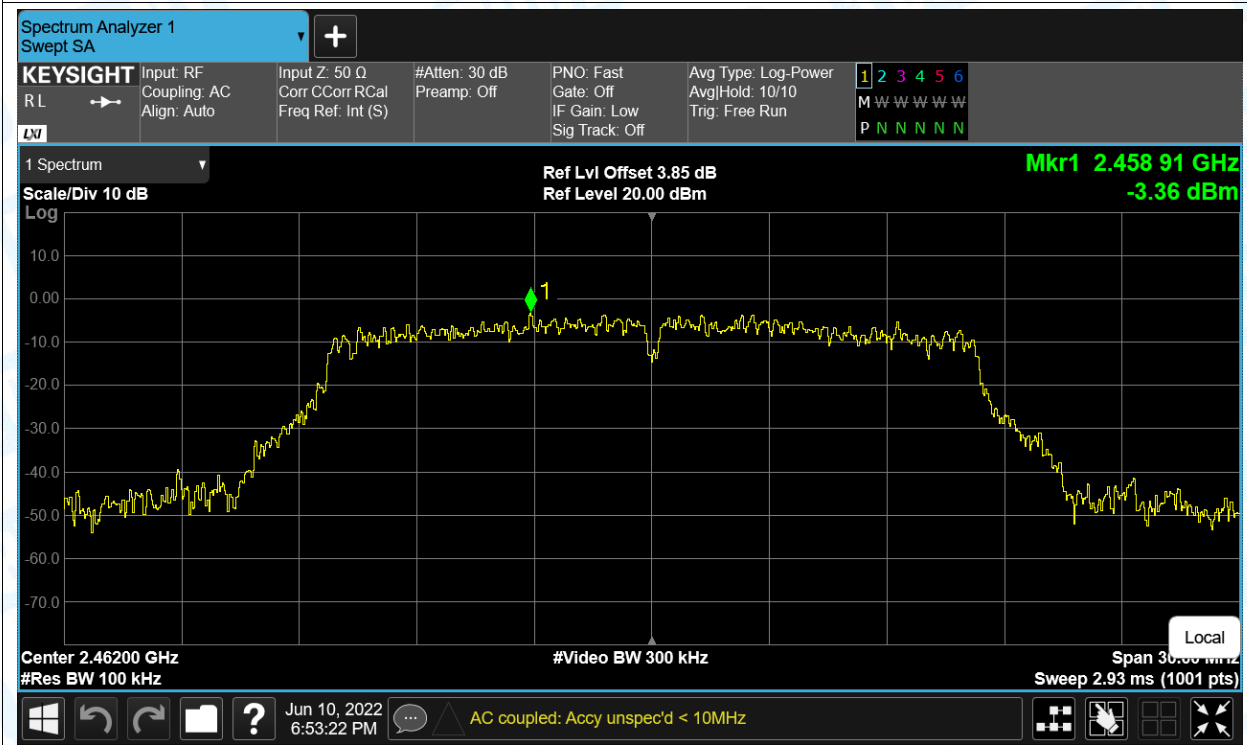 Spectrum Analyzer 1
Swept SA
KEYSIGHT
R L
LXI
Input: RF
Coupling: AC
Align: Auto
Input Z: 50 Ω
Corr CCorr RCal
Freq Ref: Int (S)
#Atten: 30 dB
Preamp: Off
PNO: Fast
Gate: Off
IF Gain: Low
Sig Track: Off
Avg Type: Log-Power
Avg|Hold: 10/10
Trig: Free Run
1 2 3 4 5 6
M W W W W W
P N N N N N
1 Spectrum
Scale/Div 10 dB
Log
Ref Lvl Offset 3.85 dB
Ref Level 20.00 dBm
Mkr1 2.458 91 GHz
-3.36 dBm
1
10.0
0.00
-10.0
-20.0
-30.0
-40.0
-50.0
-60.0
-70.0
Local
Center 2.46200 GHz
#Video BW 300 kHz
Span 30.00 MHz
#Res BW 100 kHz
Sweep 2.93 ms (1001 pts)
?
Jun 10, 2022
6:53:22 PM
AC coupled: Accy unspec'd < 10MHz